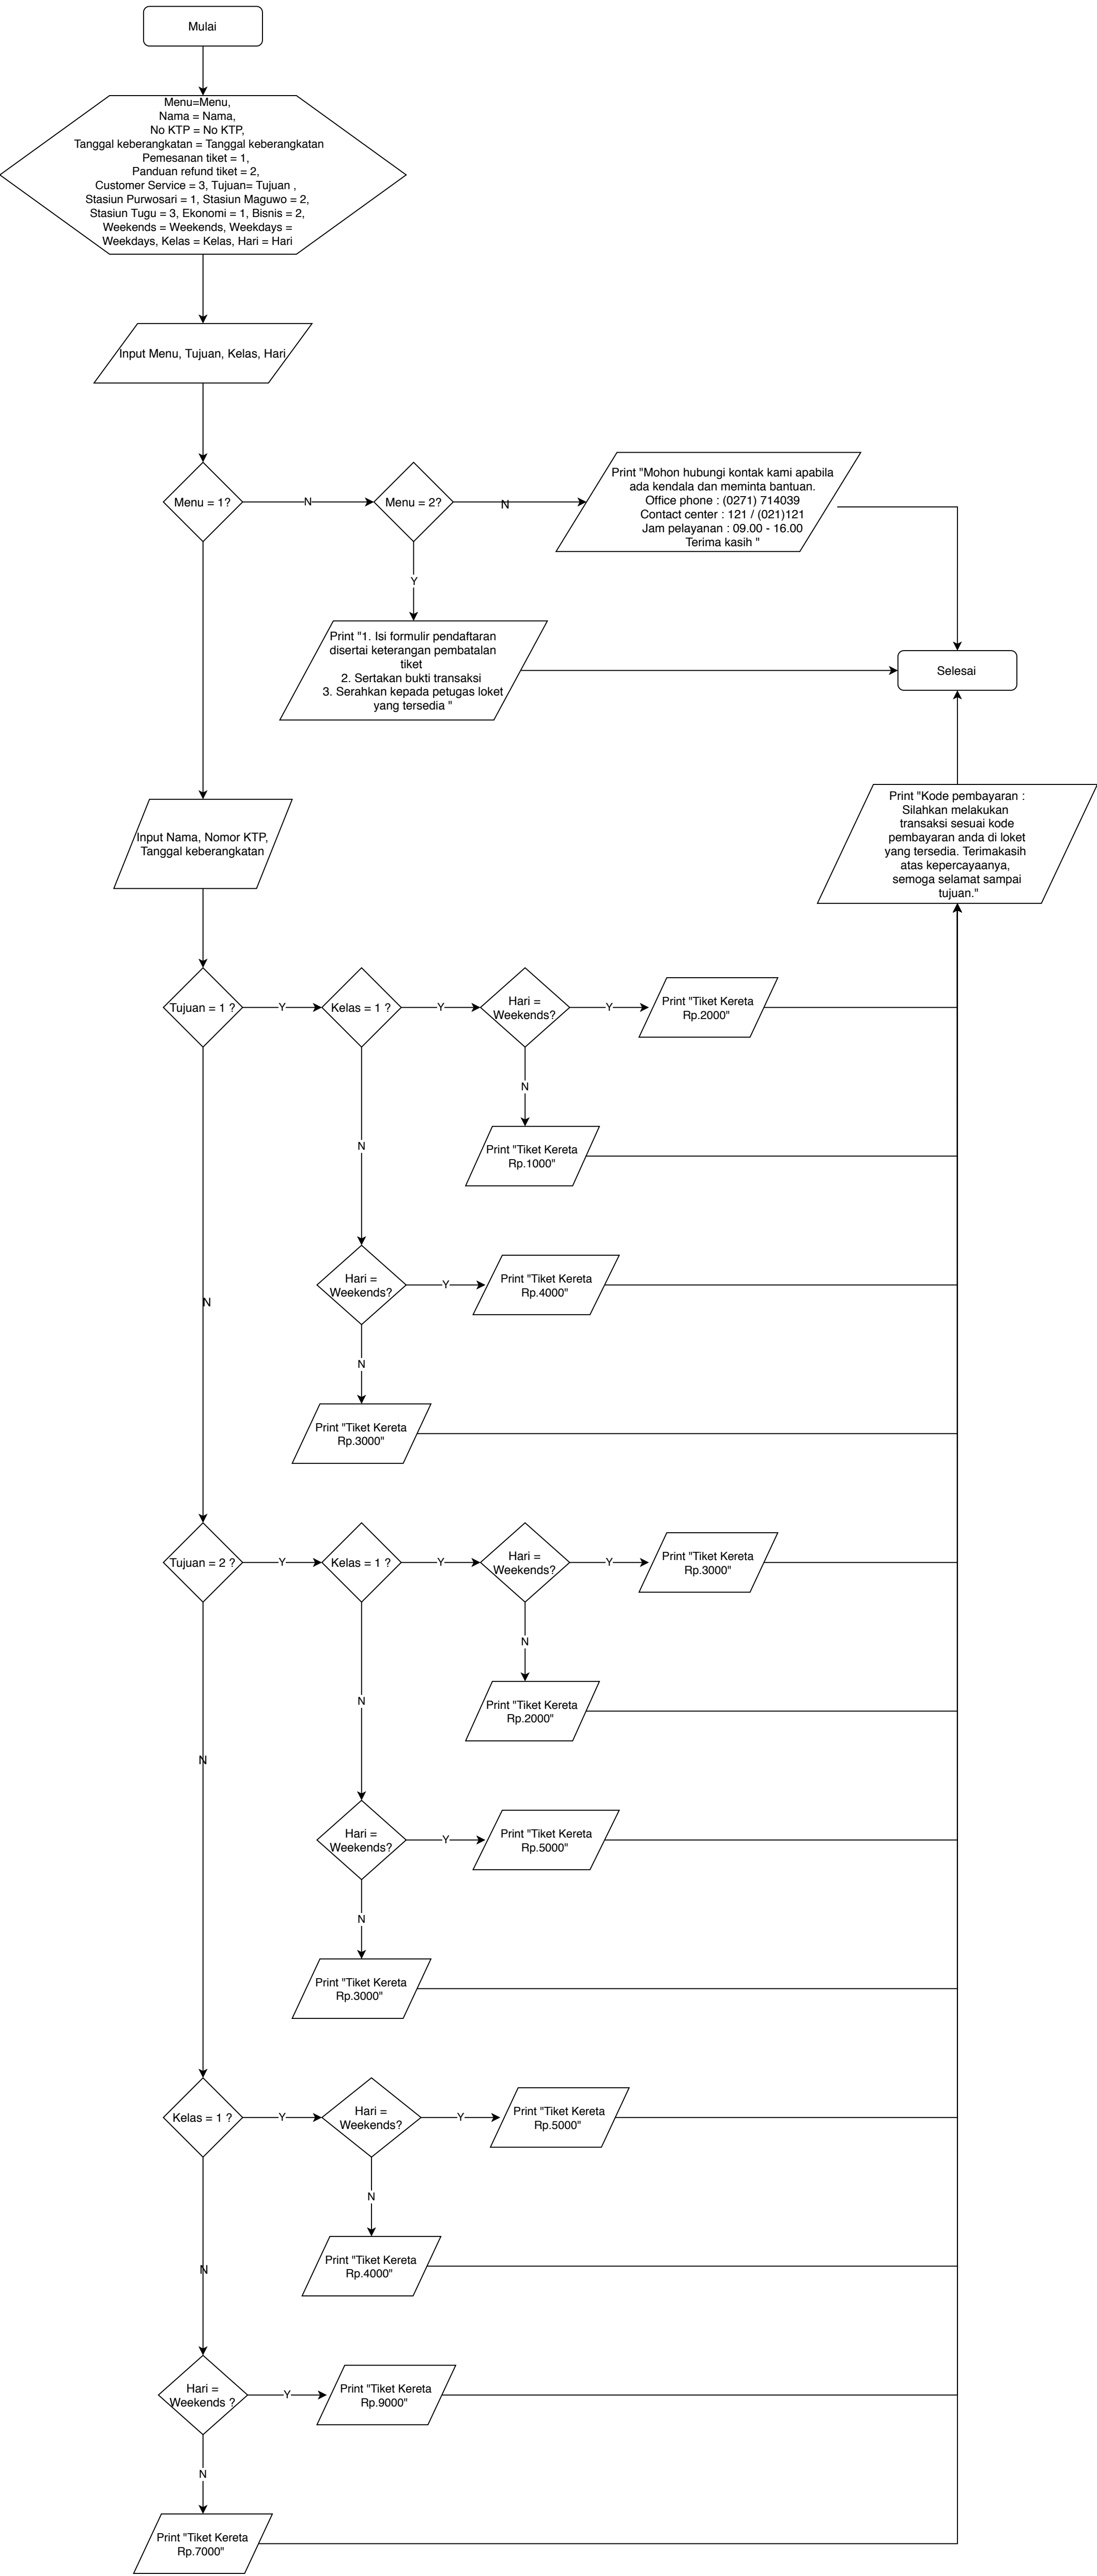 Mulai
Menu=Menu,
Nama = Nama,
No KTP = No KTP,
Tanggal keberangkatan = Tanggal keberangkatan
Pemesanan tiket = 1,
Panduan refund tiket = 2,
Customer Service = 3, Tujuan= Tujuan ,
Stasiun Purwosari = 1, Stasiun Maguwo = 2,
Stasiun Tugu = 3, Ekonomi = 1, Bisnis = 2,
Weekends = Weekends, Weekdays =
Weekdays, Kelas = Kelas, Hari = Hari
Input Menu, Tujuan, Kelas, Hari
Menu = 1?
N
Menu = 2?
N
Print "Mohon hubungi kontak kami apabila
ada kendala dan meminta bantuan.
Office phone : (0271) 714039
Contact center : 121 / (021)121
Jam pelayanan : 09.00 - 16.00
Terima kasih "
Y
Print "1. Isi formulir pendaftaran
disertai keterangan pembatalan
tiket
2. Sertakan bukti transaksi
3. Serahkan kepada petugas loket
yang tersedia "
Selesai
Input Nama, Nomor KTP,
Tanggal keberangkatan
Print "Kode pembayaran :
Silahkan melakukan
transaksi sesuai kode
pembayaran anda di loket
yang tersedia. Terimakasih
atas kepercayaanya,
semoga selamat sampai
tujuan."
Tujuan = 1 ?
Y
Kelas = 1 ?
Y
Hari =
Weekends?
Y
Print "Tiket Kereta
Rp.2000"
N
Print "Tiket Kereta
Rp.1000"
N
Hari =
Weekends?
Y
Print "Tiket Kereta
Rp.4000"
N
N
Print "Tiket Kereta
Rp.3000"
Tujuan = 2 ?
Y
Kelas = 1 ?
Y
Hari =
Weekends?
Y
Print "Tiket Kereta
Rp.3000"
N
Print "Tiket Kereta
Rp.2000"
N
N
Hari =
Weekends?
Y
Print "Tiket Kereta
Rp.5000"
N
Print "Tiket Kereta
Rp.3000"
Kelas = 1 ?
Y
Hari =
Weekends?
Y
Print "Tiket Kereta
Rp.5000"
N
Print "Tiket Kereta
Rp.4000"
N
Hari =
Weekends ?
Y
Print "Tiket Kereta
Rp.9000"
N
Print "Tiket Kereta
Rp.7000"